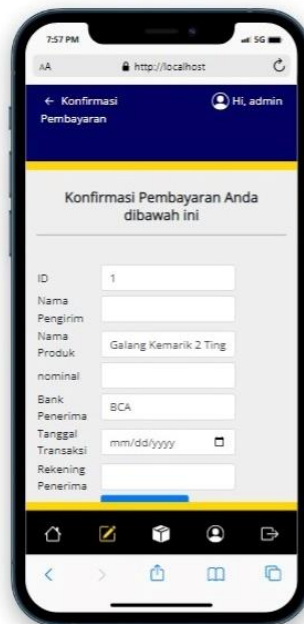 7:57 PM
5G
AA
http://localhost
← Konfirmasi
Pembayaran
Hi, admin
Konfirmasi Pembayaran Anda
dibawah ini
ID
1
Nama
Pengirim
Nama
Produk
Galang Kemarik 2 Ting
nominal
Bank
Penerima
BCA
Tanggal
Transaksi
mm/dd/yyyy
Rekening
Penerima